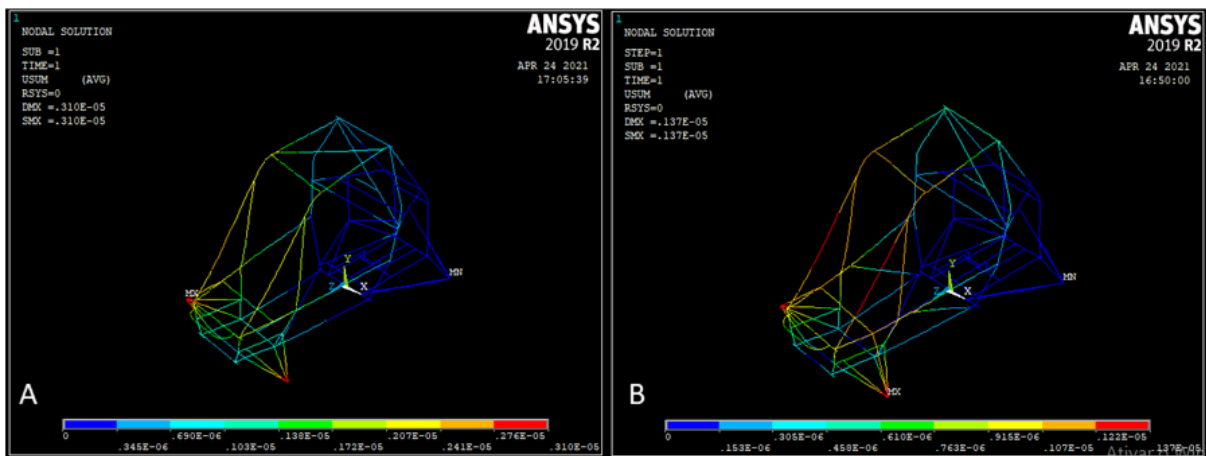 1
NODAL SOLUTION
SUB =1
TIME=1
USUM (AVG)
RSYS=0
DMX =.310E-05
SMX =.310E-05
ANSYS
2019 R2
APR 24 2021
17:05:39
MX
MN
Y
Z X
A
0 .690E-06 .138E-05 .207E-05 .276E-05
.345E-06 .103E-05 .172E-05 .241E-05 .310E-05
1
NODAL SOLUTION
STEP=1
SUB =1
TIME=1
USUM (AVG)
RSYS=0
DMX =.137E-05
SMX =.137E-05
ANSYS
2019 R2
APR 24 2021
16:50:00
MN
Y
Z X
MX
B
0 .305E-06 .610E-06 .915E-06 .122E-05
.153E-06 .458E-06 .763E-06 .107E-05 .137E-05
Ativar o Win